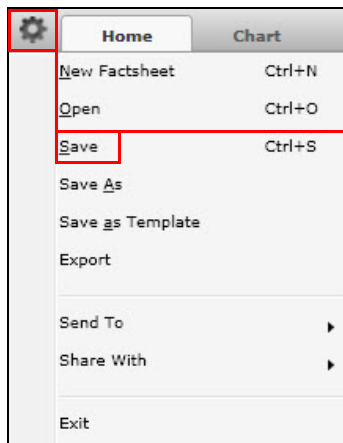 Home Chart
New Factsheet Ctrl+N
Open Ctrl+O
Save Ctrl+S
Save As
Save as Template
Export
Send To
Share With
Exit